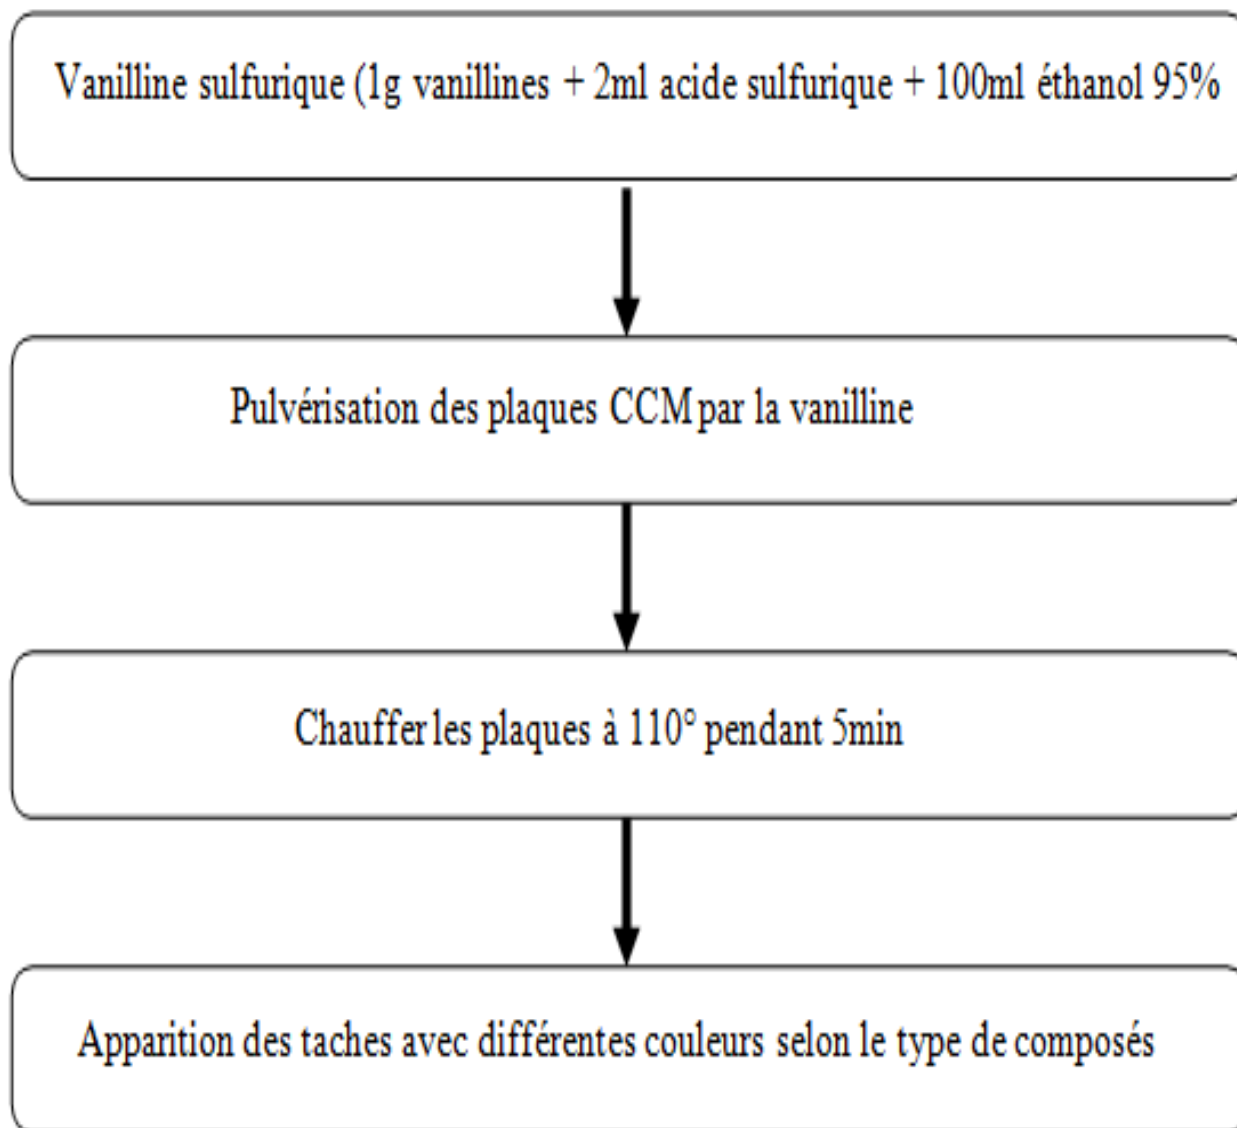 Vanilline sulfurique (1g vanillines + 2ml acide sulfurique + 100ml éthanol 95%
Pulvérisation des plaques CCM par la vanilline
Chauffer les plaques à 110° pendant 5min
Apparition des taches avec différentes couleurs selon le type de composés